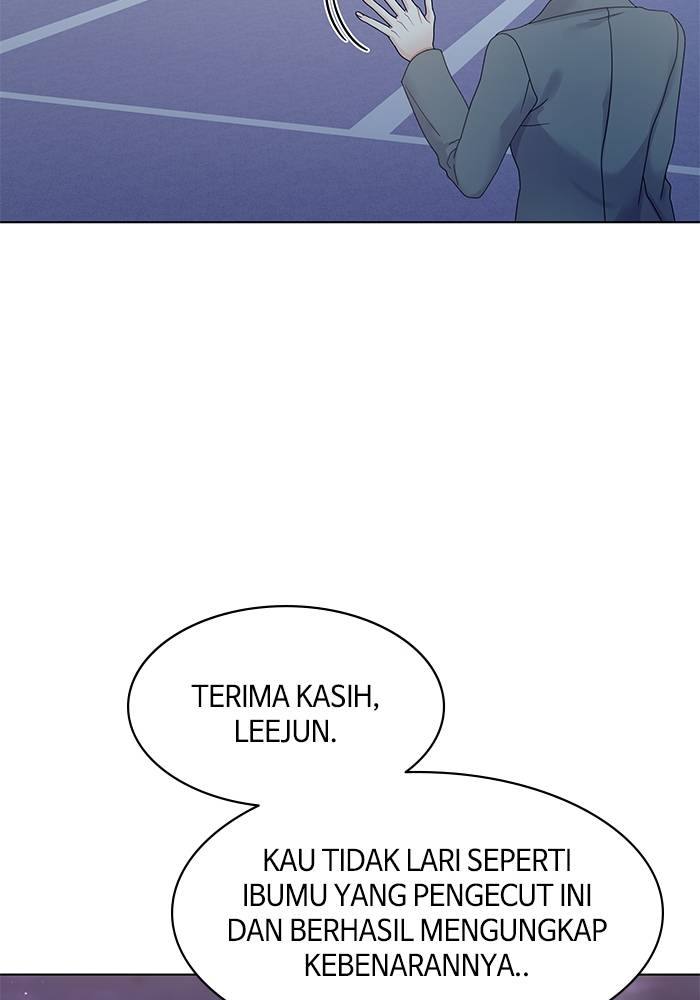 TERIMA KASIH,
LEEJUN.
KAU TIDAK LARI SEPERTI
IBUMU YANG PENGECUT INI
DAN BERHASIL MENGUNGKAP
KEBENARANNYA..